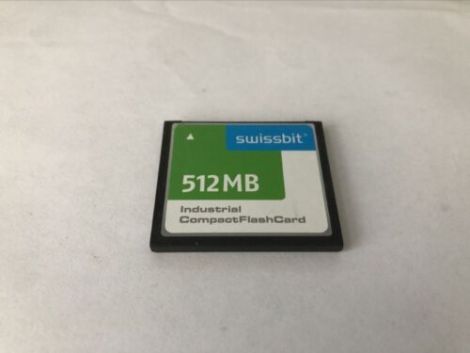 swissbit®
512MB
Industrial
CompactFlashCard